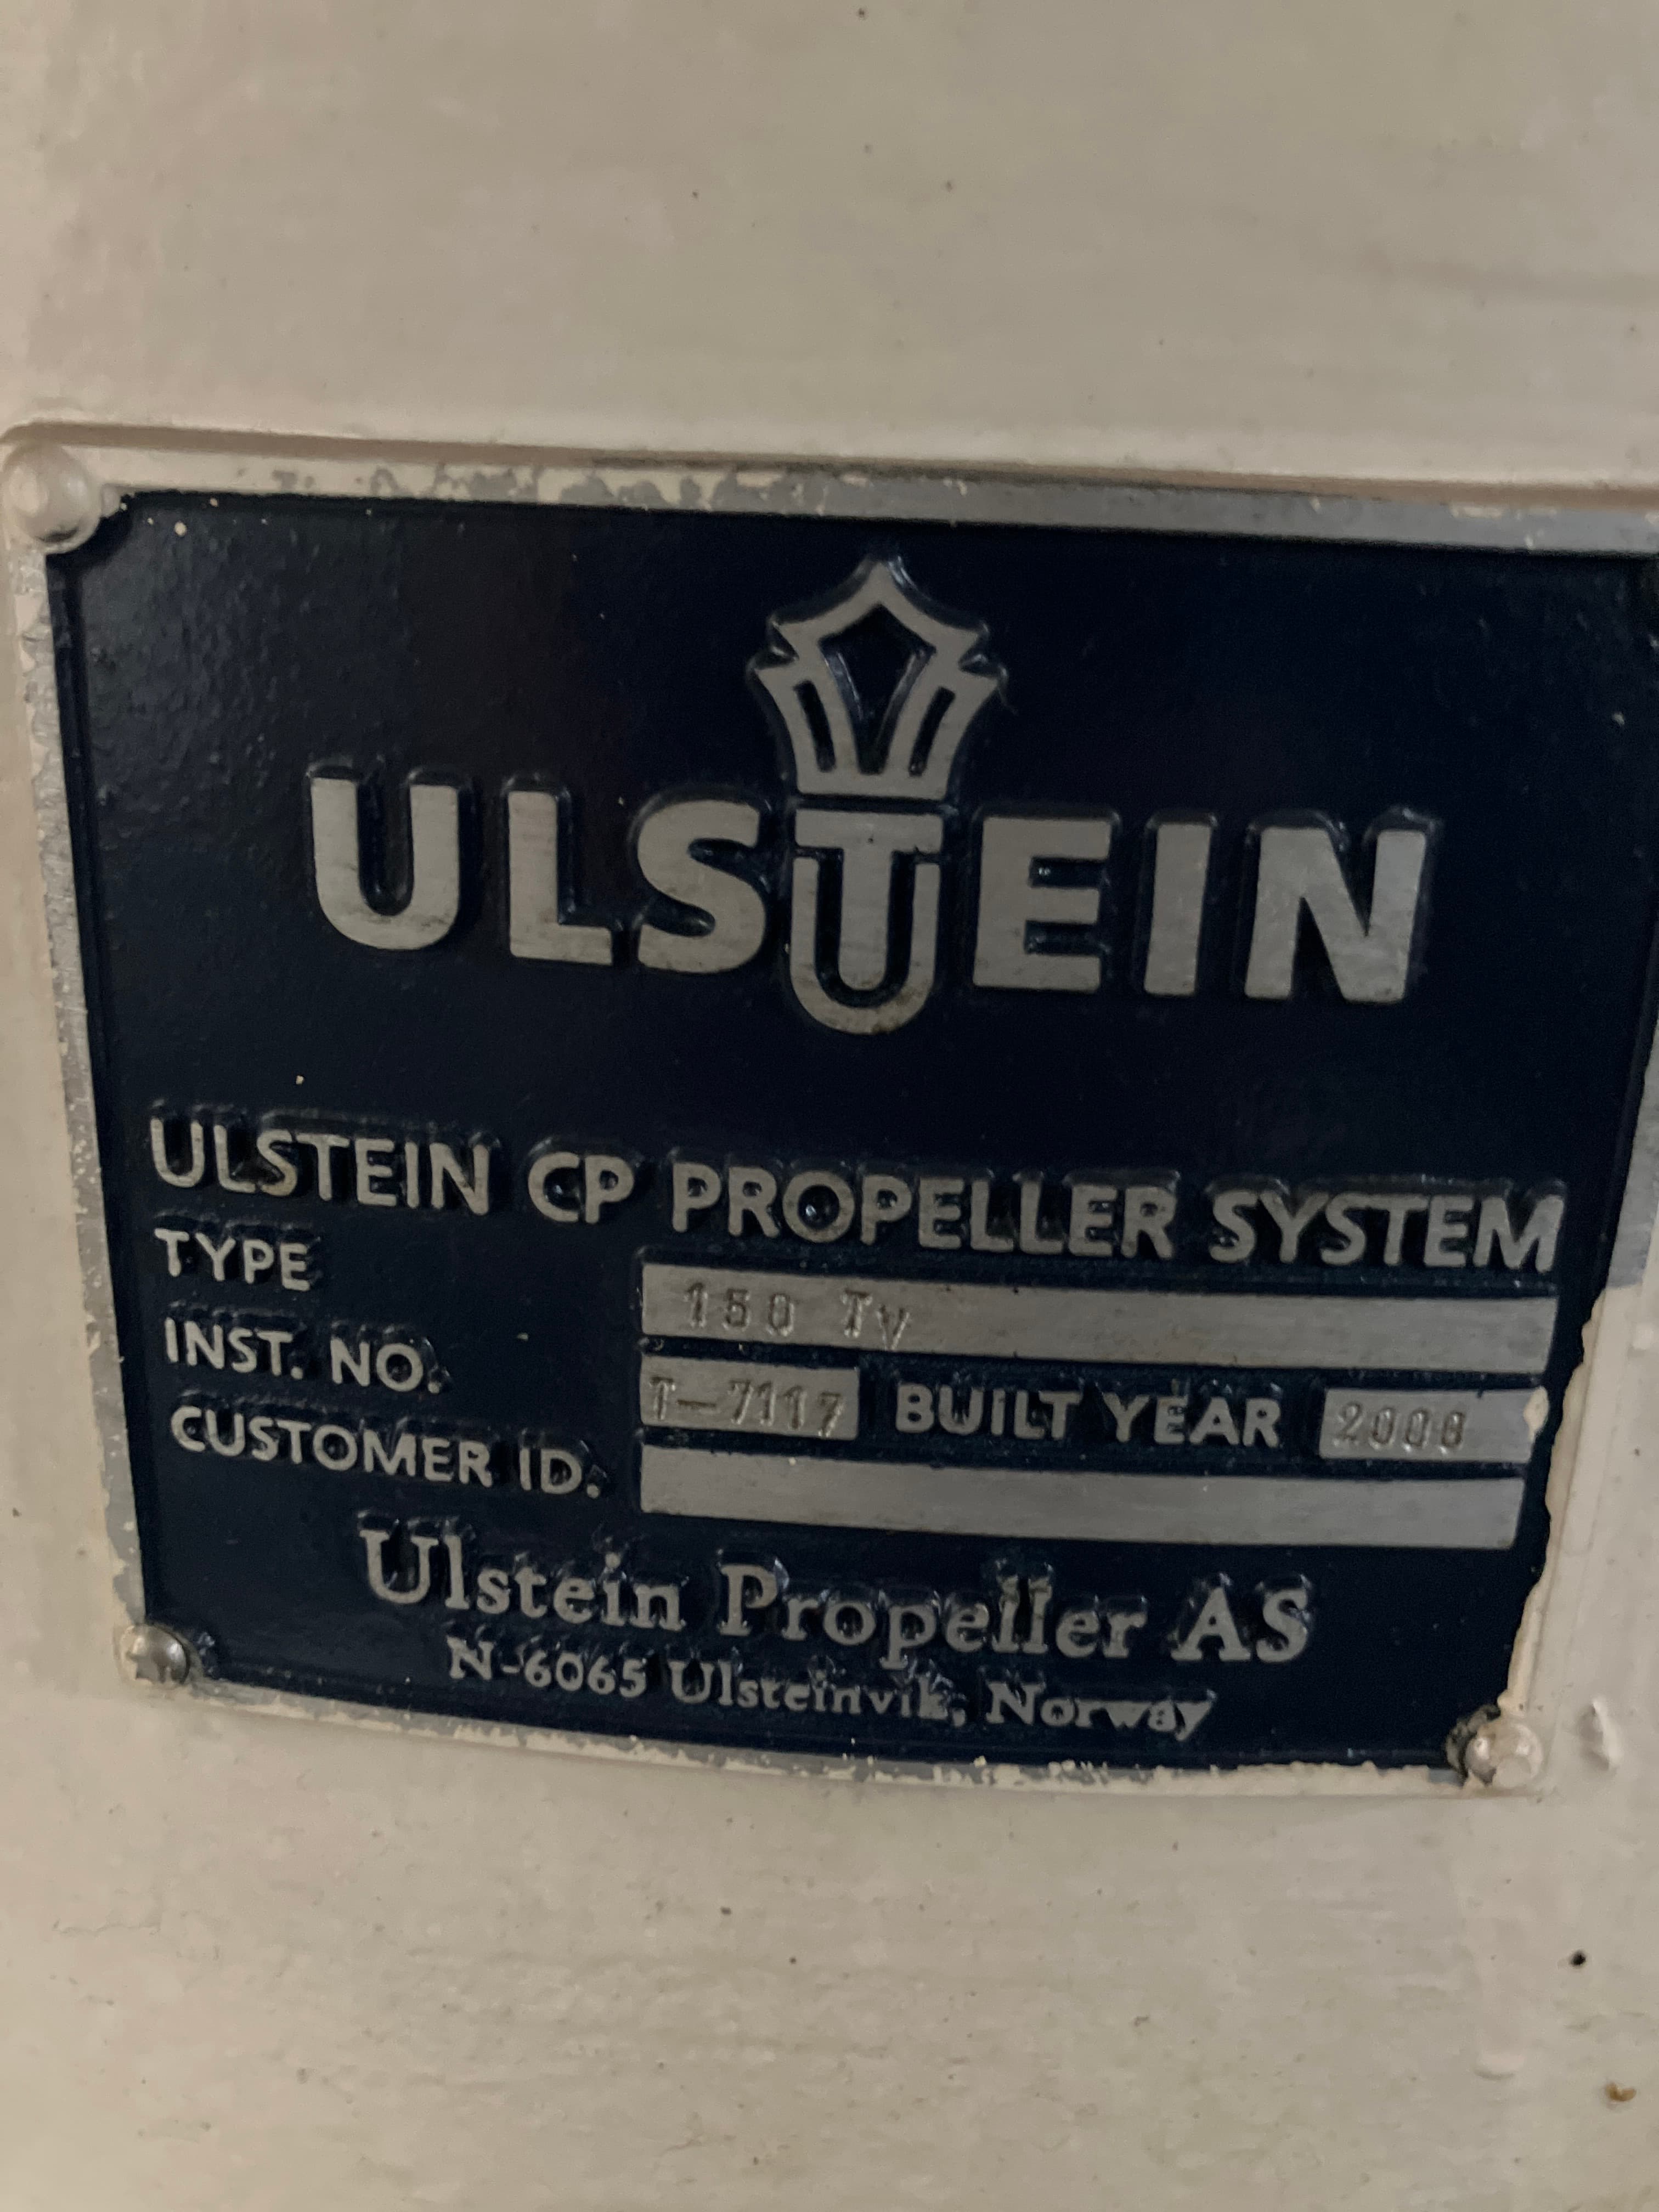 ULSTEIN
ULSTEIN CP PROPELLER SYSTEM
TYPE 150 TV
INST. NO. T-7117 BUILT YEAR 2000
CUSTOMER ID.
Ulstein Propeller AS
N-6065 Ulsteinvik, Norway